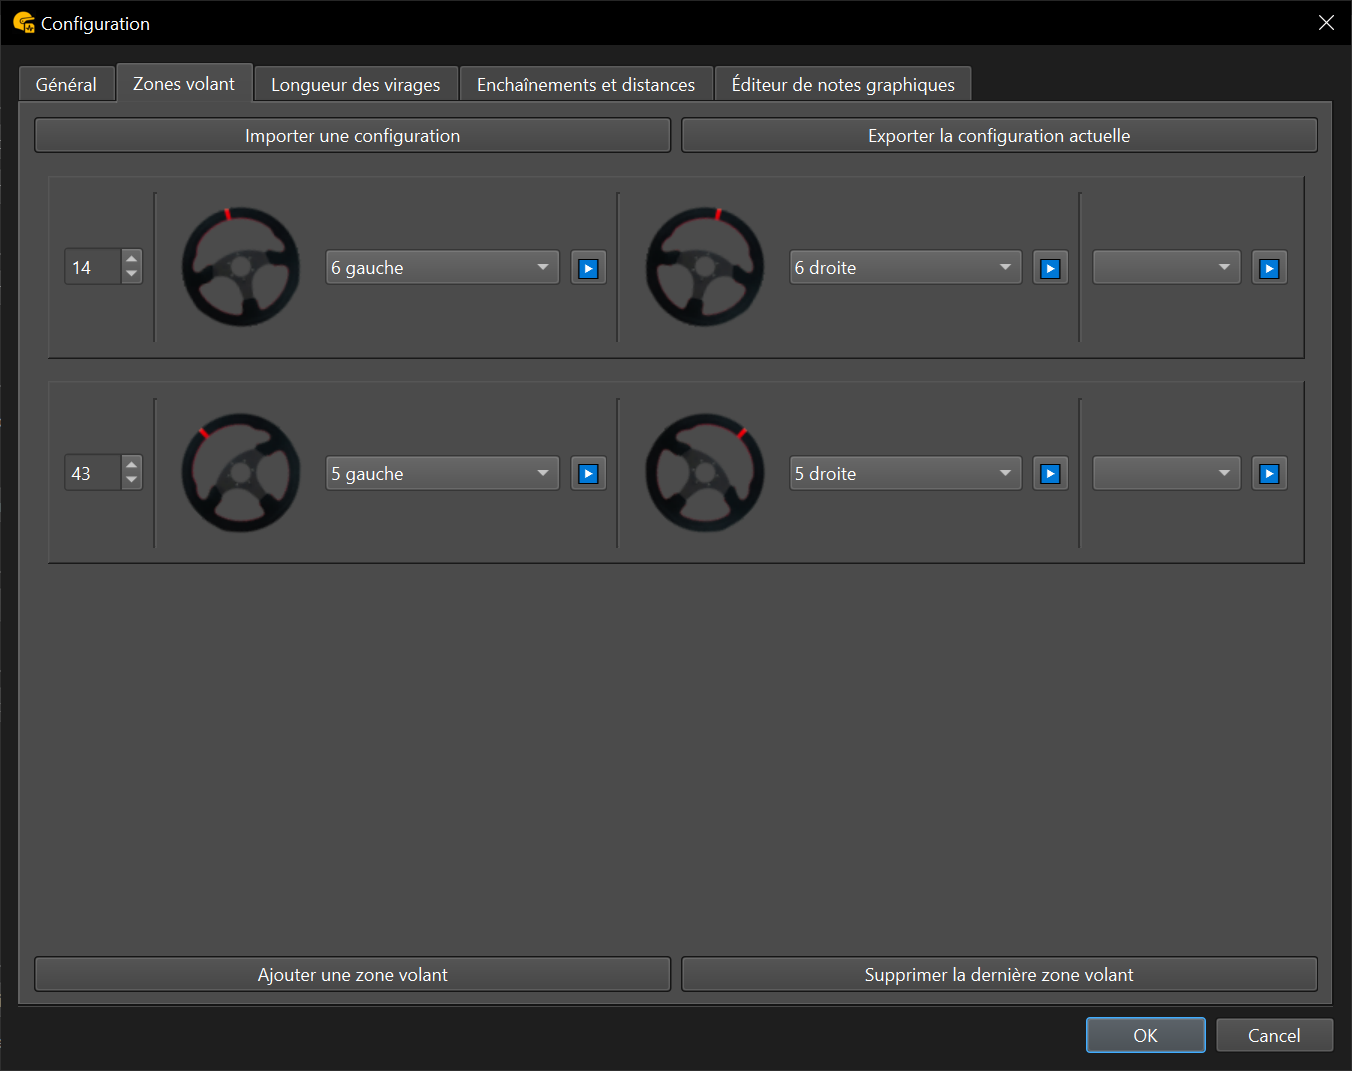 Configuration
Général
Zones volant
Longueur des virages
Enchaînements et distances
Éditeur de notes graphiques
Importer une configuration
Exporter la configuration actuelle
14
6 gauche
6 droite
43
5 gauche
5 droite
Ajouter une zone volant
Supprimer la dernière zone volant
OK
Cancel